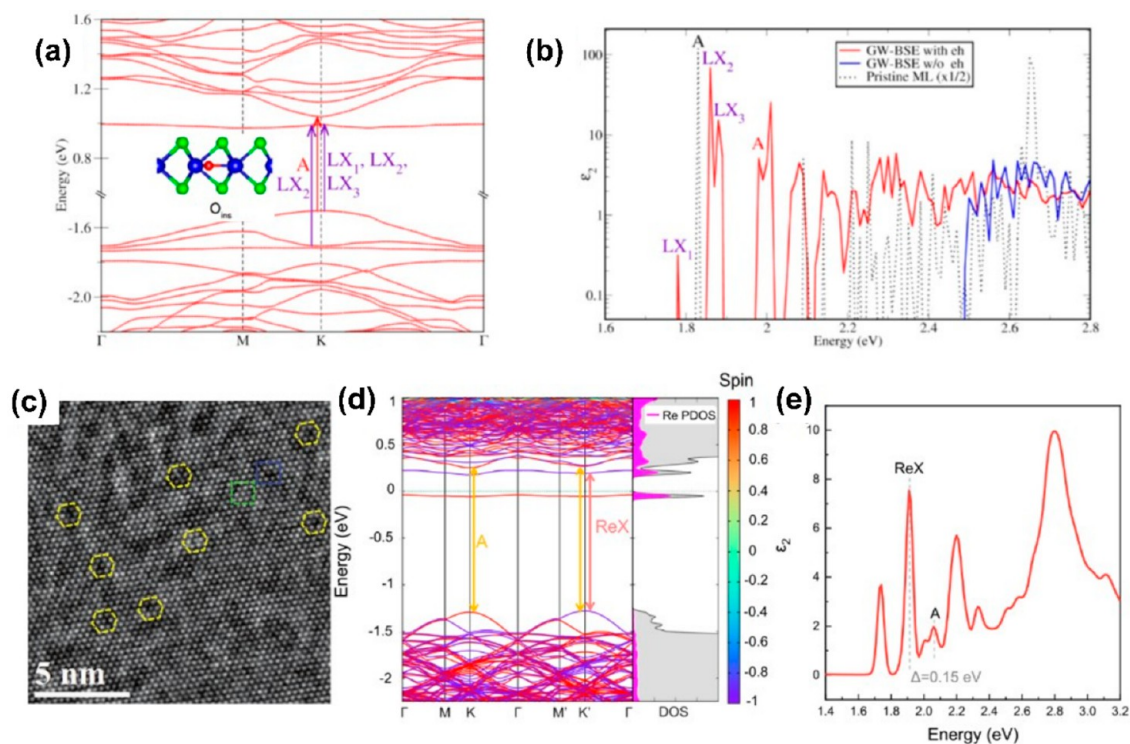 (a)
1.6
1.2
0.8
-1.6
-2.0
Energy (eV)
O ins
A
LX2
LX1, LX2,
LX3
Γ M K Γ
(b)
ε2
100
10
1
0.1
A
LX2
LX3
A
LX1
GW-BSE with eh
GW-BSE w/o eh
Pristine ML (x1/2)
1.6 1.8 2 2.2 2.4 2.6 2.8
Energy (eV)
(c)
5 nm
(d)
Energy (eV)
1
0.5
0
-0.5
-1
-1.5
-2
A
ReX
Γ M K Γ M' K' Γ
Re PDOS
DOS
Spin
1
0.8
0.6
0.4
0.2
0
-0.2
-0.4
-0.6
-0.8
-1
(e)
ε2
10
8
6
4
2
0
ReX
A
Δ=0.15 eV
1.4 1.6 1.8 2.0 2.2 2.4 2.6 2.8 3.0 3.2
Energy (eV)